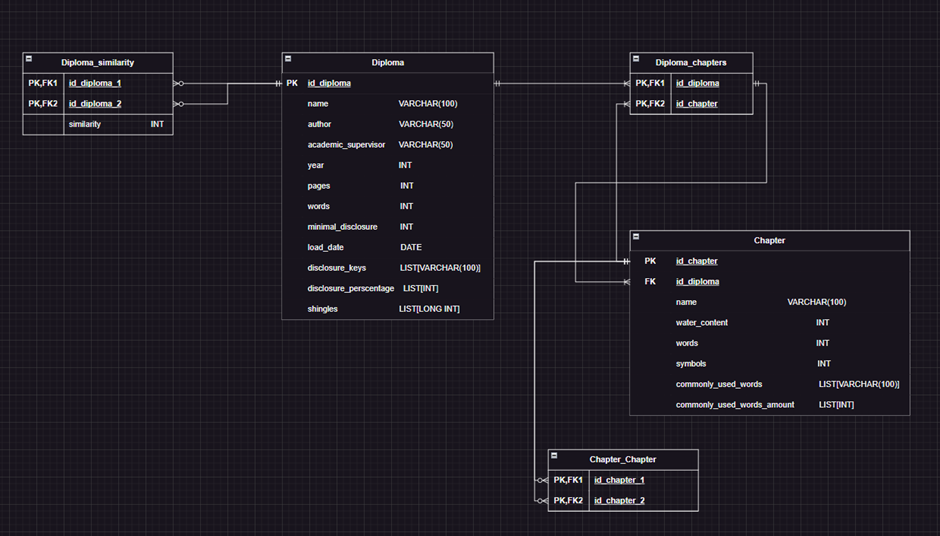 Diploma_similarity
PK,FK1 id_diploma_1
PK,FK2 id_diploma_2
similarity INT
Diploma
PK id_diploma
name VARCHAR(100)
author VARCHAR(50)
academic_supervisor VARCHAR(50)
year INT
pages INT
words INT
minimal_disclosure INT
load_date DATE
disclosure_keys LIST[VARCHAR(100)]
disclosure_perscentage LIST[INT]
shingles LIST[LONG INT]
Diploma_chapters
PK,FK1 id_diploma
PK,FK2 id_chapter
Chapter
PK id_chapter
FK id_diploma
name VARCHAR(100)
water_content INT
words INT
symbols INT
commonly_used_words LIST[VARCHAR(100)]
commonly_used_words_amount LIST[INT]
Chapter_Chapter
PK,FK1 id_chapter_1
PK,FK2 id_chapter_2